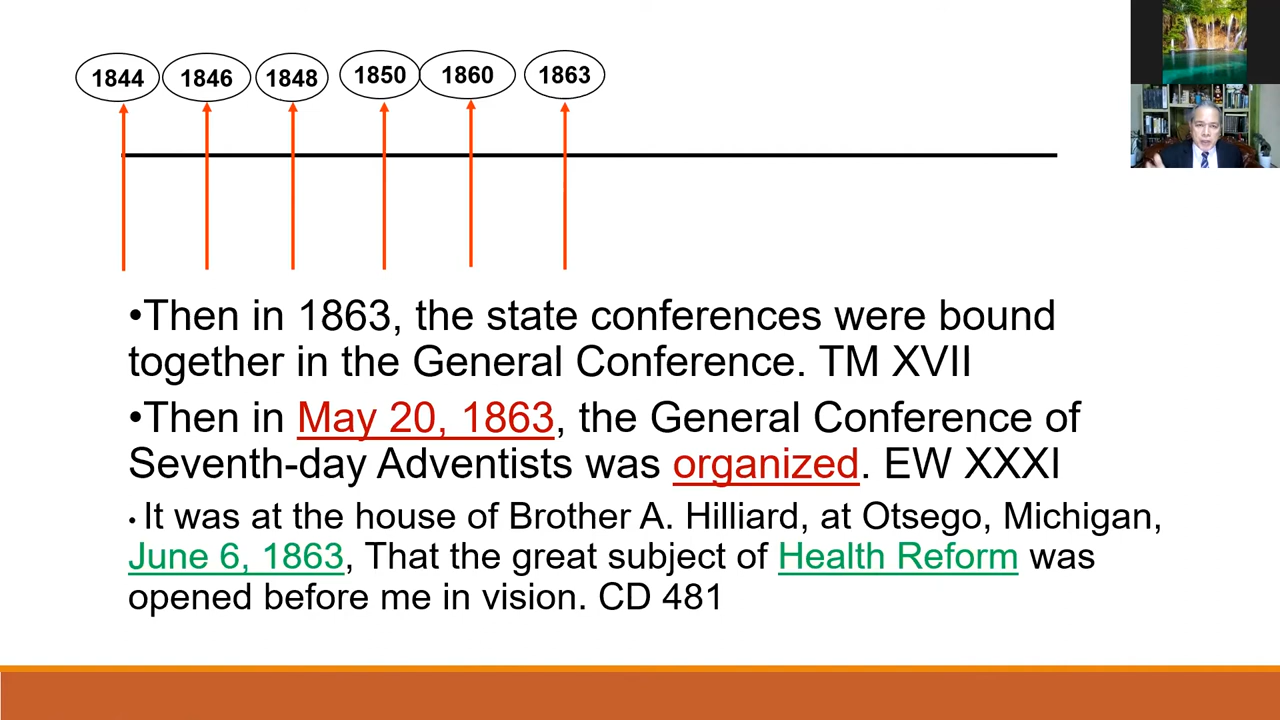 1844 1846 1848 1850 1860 1863
•Then in 1863, the state conferences were bound
together in the General Conference. TM XVII
•Then in May 20, 1863, the General Conference of
Seventh-day Adventists was organized. EW XXXI
• It was at the house of Brother A. Hilliard, at Otsego, Michigan,
June 6, 1863, That the great subject of Health Reform was
opened before me in vision. CD 481